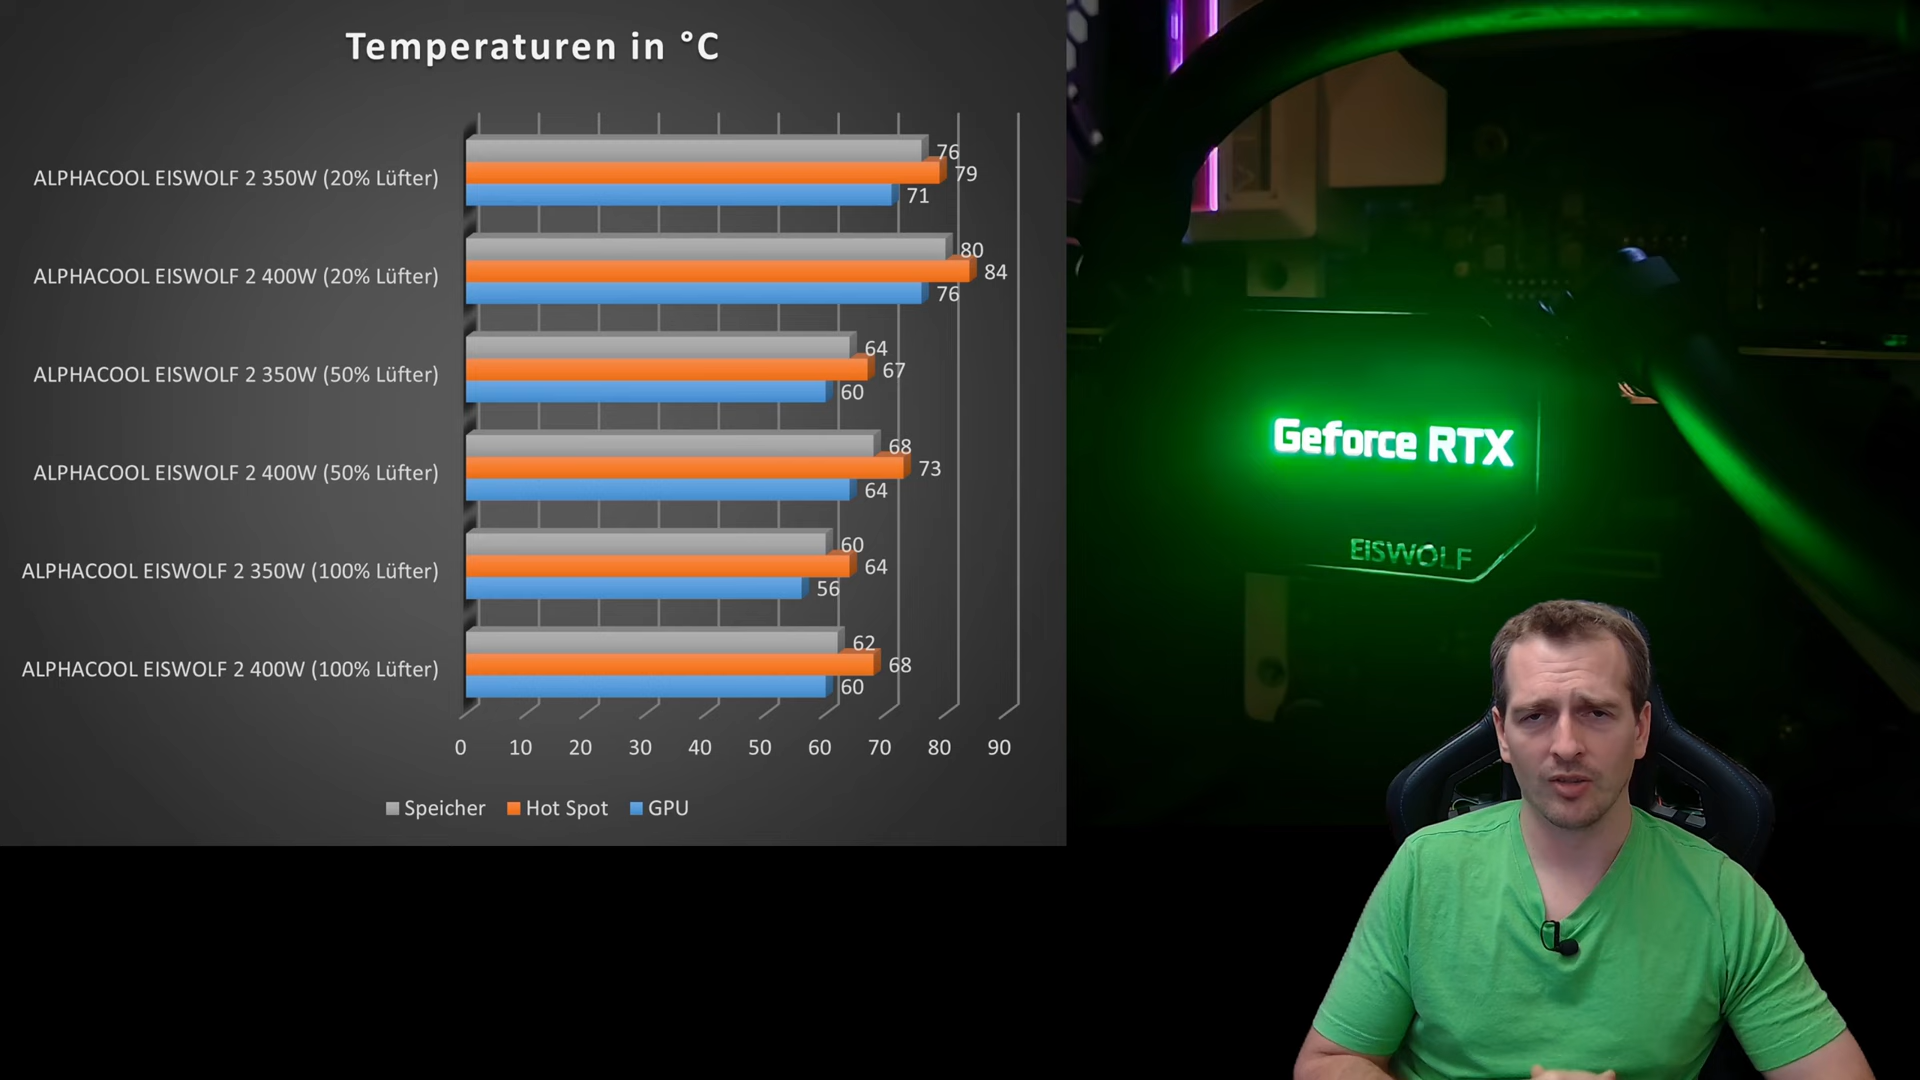 Temperaturen in °C
ALPHACOOL EISWOLF 2 350W (20% Lüfter)
76
79
71
ALPHACOOL EISWOLF 2 400W (20% Lüfter)
80
84
76
ALPHACOOL EISWOLF 2 350W (50% Lüfter)
64
67
60
ALPHACOOL EISWOLF 2 400W (50% Lüfter)
68
73
64
ALPHACOOL EISWOLF 2 350W (100% Lüfter)
60
64
56
ALPHACOOL EISWOLF 2 400W (100% Lüfter)
62
68
60
0 10 20 30 40 50 60 70 80 90
Speicher Hot Spot GPU
Geforce RTX
EISWOLF